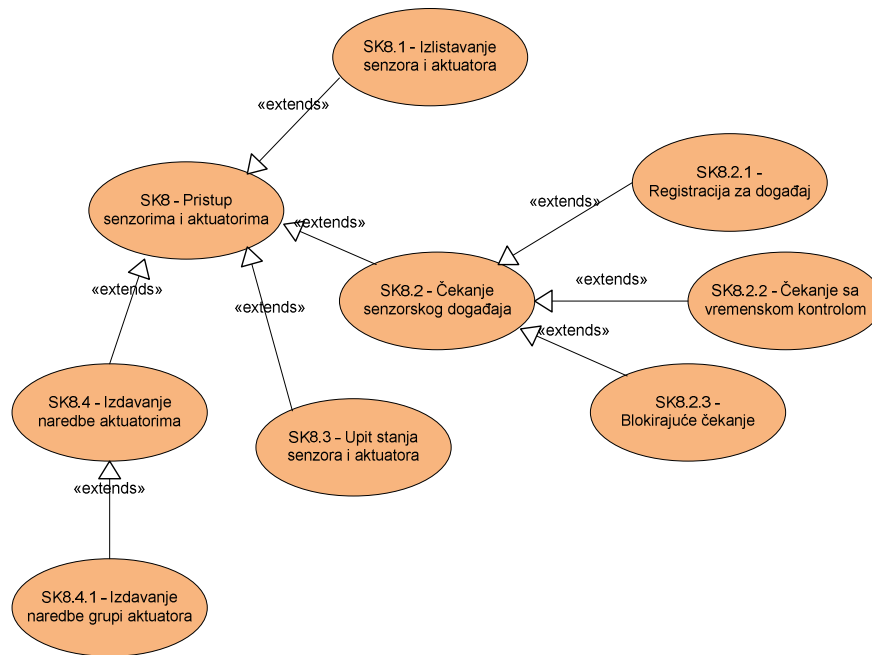 SK8.1 - Izlistavanje
senzora i aktuatora
«extends»
SK8.2.1 -
Registracija za događaj
SK8 - Pristup
senzorima i aktuatorima
«extends»
«extends»
SK8.2 - Čekanje
senzorskog događaja
«extends»
SK8.2.2 - Čekanje sa
vremenskom kontrolom
«extends»
«extends»
«extends»
SK8.4 - Izdavanje
naredbe aktuatorima
SK8.3 - Upit stanja
senzora i aktuatora
SK8.2.3 -
Blokirajuće čekanje
«extends»
SK8.4.1 - Izdavanje
naredbe grupi aktuatora